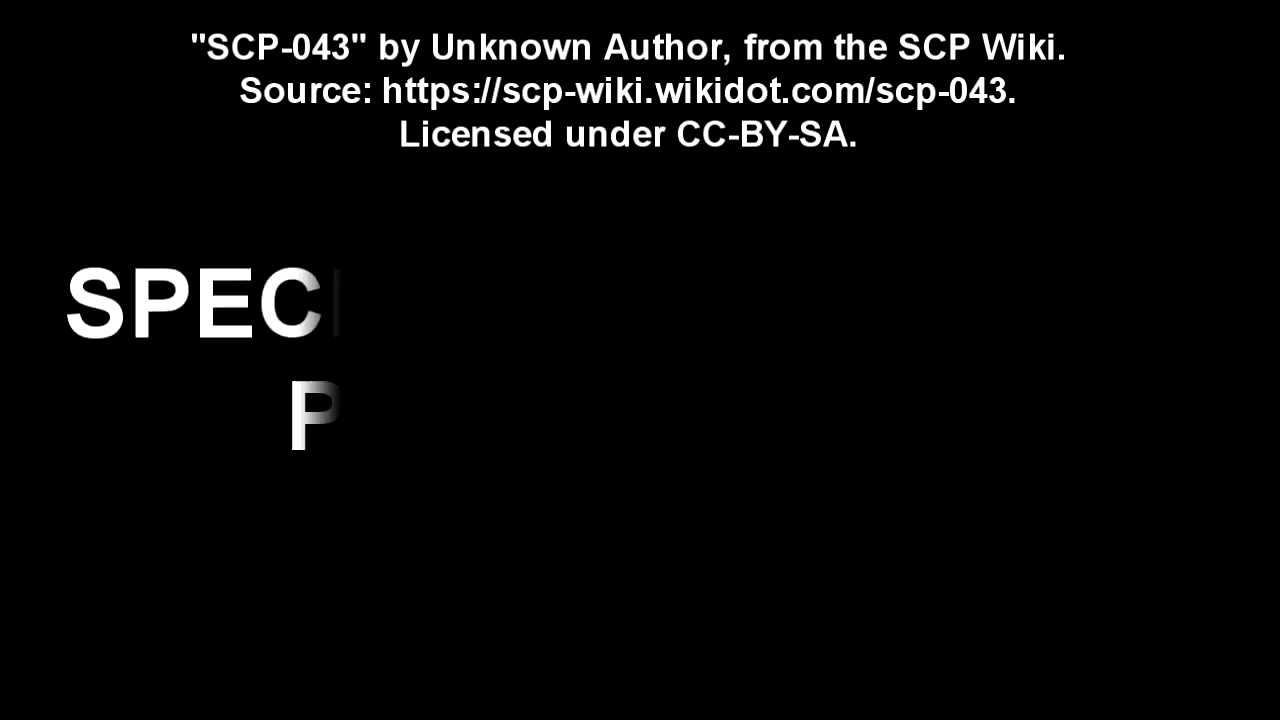 "SCP-043" by Unknown Author, from the SCP Wiki.
Source: https://scp-wiki.wikidot.com/scp-043.
Licensed under CC-BY-SA.
SPECI
P